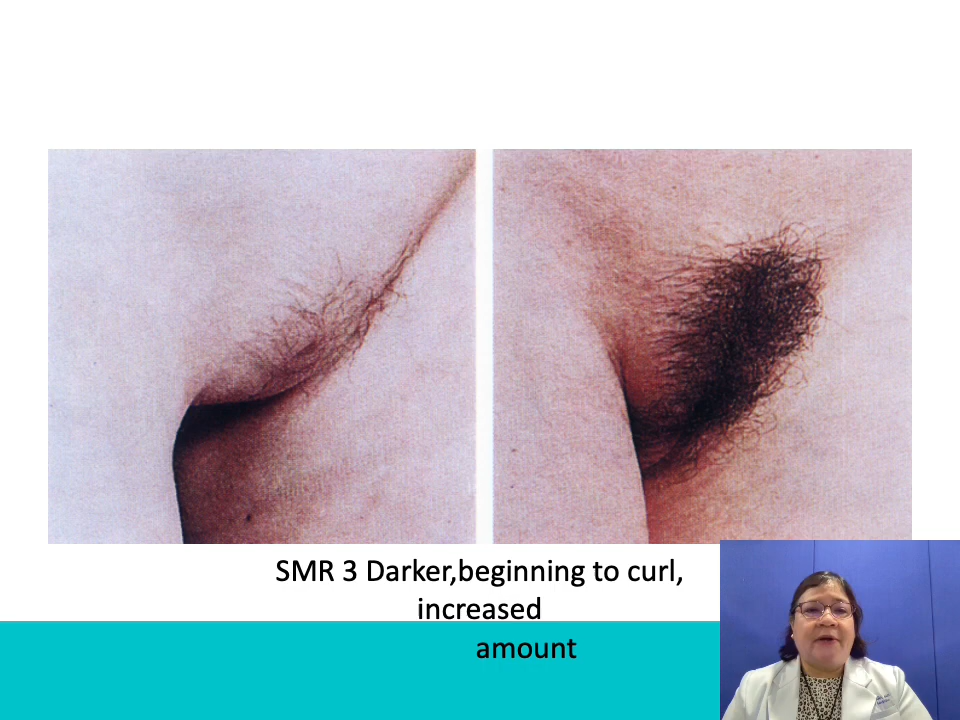 SMR 3 Darker,beginning to curl,
increased
amount